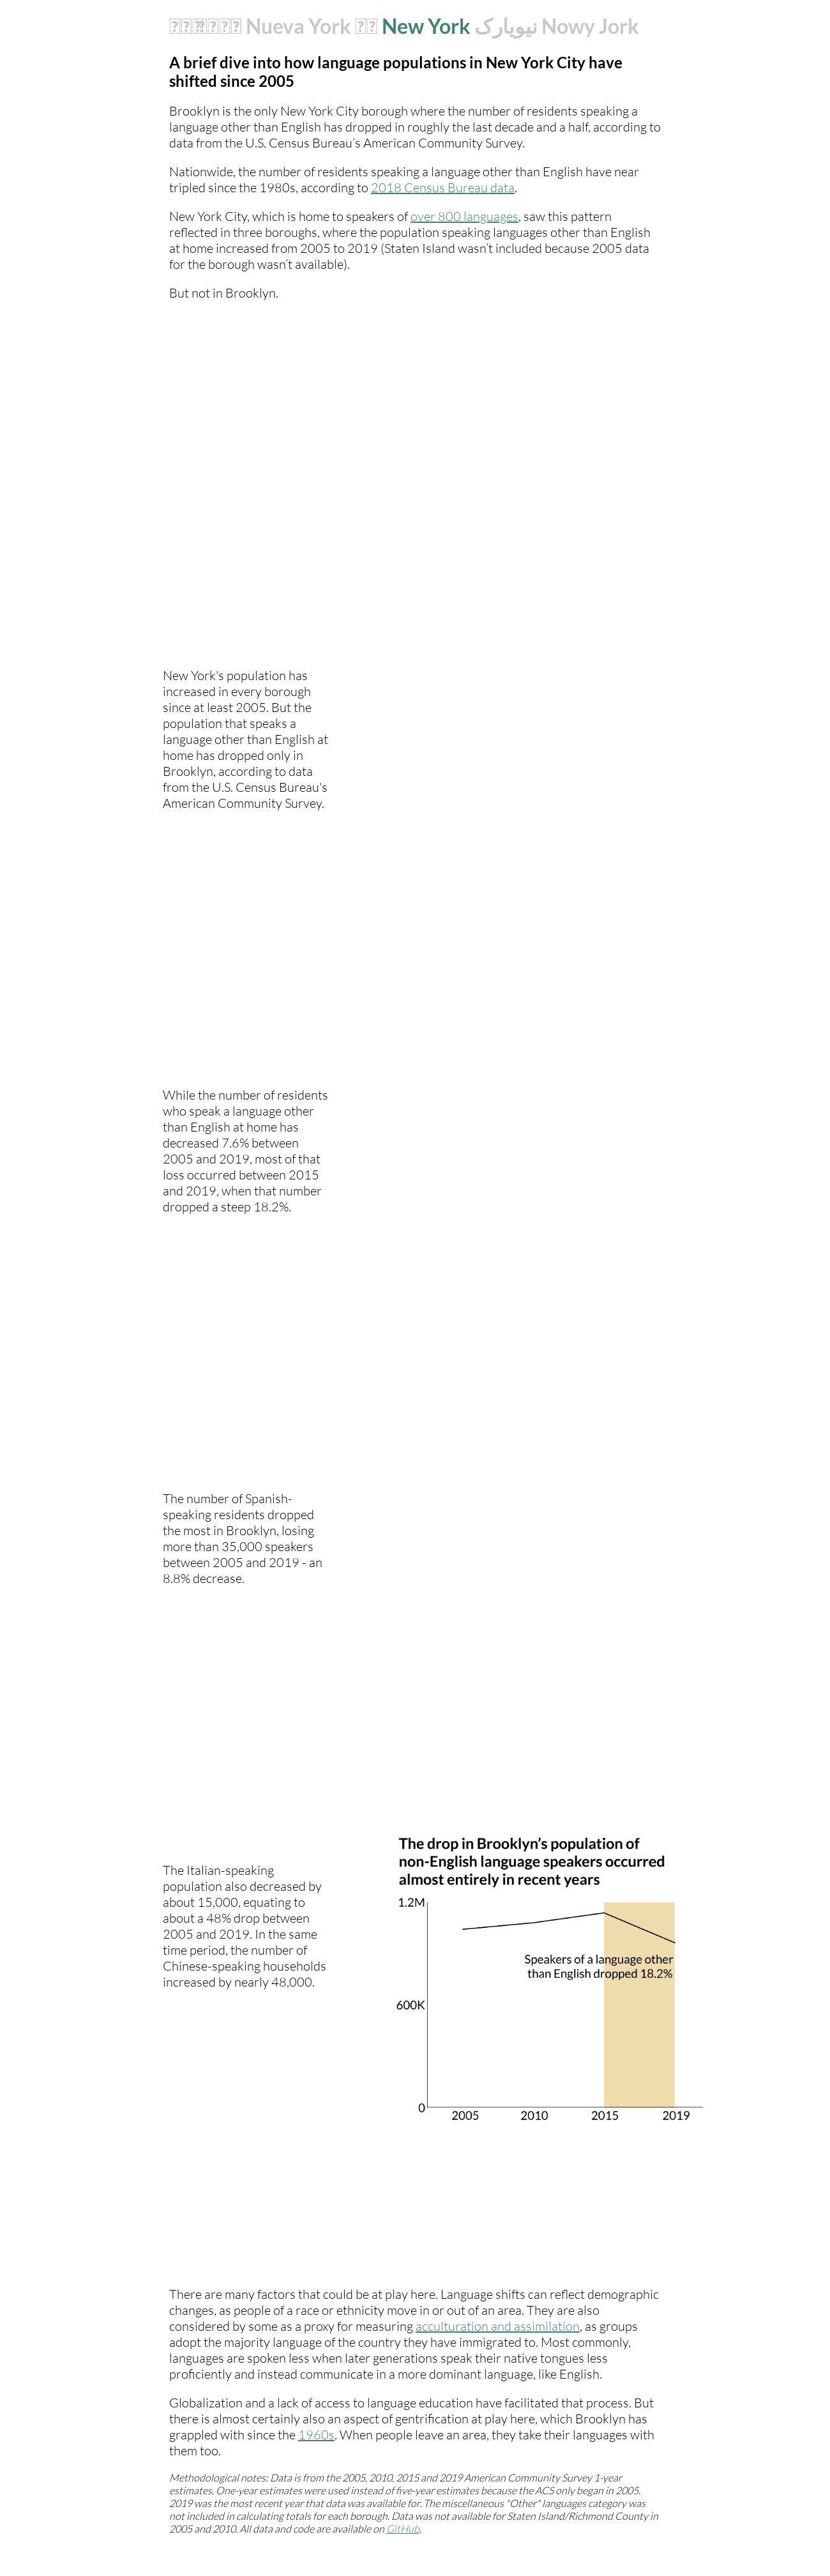 Nueva York New York نیویارک Nowy Jork
A brief dive into how language populations in New York City have
shifted since 2005
Brooklyn is the only New York City borough where the number of residents speaking a
language other than English has dropped in roughly the last decade and a half, according to
data from the U.S. Census Bureau’s American Community Survey.
Nationwide, the number of residents speaking a language other than English have near
tripled since the 1980s, according to 2018 Census Bureau data.
New York City, which is home to speakers of over 800 languages, saw this pattern
reflected in three boroughs, where the population speaking languages other than English
at home increased from 2005 to 2019 (Staten Island wasn’t included because 2005 data
for the borough wasn’t available).
But not in Brooklyn.
New York's population has
increased in every borough
since at least 2005. But the
population that speaks a
language other than English at
home has dropped only in
Brooklyn, according to data
from the U.S. Census Bureau's
American Community Survey.
While the number of residents
who speak a language other
than English at home has
decreased 7.6% between
2005 and 2019, most of that
loss occurred between 2015
and 2019, when that number
dropped a steep 18.2%.
The number of Spanish-
speaking residents dropped
the most in Brooklyn, losing
more than 35,000 speakers
between 2005 and 2019 - an
8.8% decrease.
The Italian-speaking
population also decreased by
about 15,000, equating to
about a 48% drop between
2005 and 2019. In the same
time period, the number of
Chinese-speaking households
increased by nearly 48,000.
The drop in Brooklyn’s population of
non-English language speakers occurred
almost entirely in recent years
1.2M
Speakers of a language other
than English dropped 18.2%
600K
0
2005 2010 2015 2019
There are many factors that could be at play here. Language shifts can reflect demographic
changes, as people of a race or ethnicity move in or out of an area. They are also
considered by some as a proxy for measuring acculturation and assimilation, as groups
adopt the majority language of the country they have immigrated to. Most commonly,
languages are spoken less when later generations speak their native tongues less
proficiently and instead communicate in a more dominant language, like English.
Globalization and a lack of access to language education have facilitated that process. But
there is almost certainly also an aspect of gentrification at play here, which Brooklyn has
grappled with since the 1960s. When people leave an area, they take their languages with
them too.
Methodological notes: Data is from the 2005, 2010, 2015 and 2019 American Community Survey 1-year
estimates. One-year estimates were used instead of five-year estimates because the ACS only began in 2005.
2019 was the most recent year that data was available for. The miscellaneous "Other" languages category was
not included in calculating totals for each borough. Data was not available for Staten Island/Richmond County in
2005 and 2010. All data and code are available on GitHub.